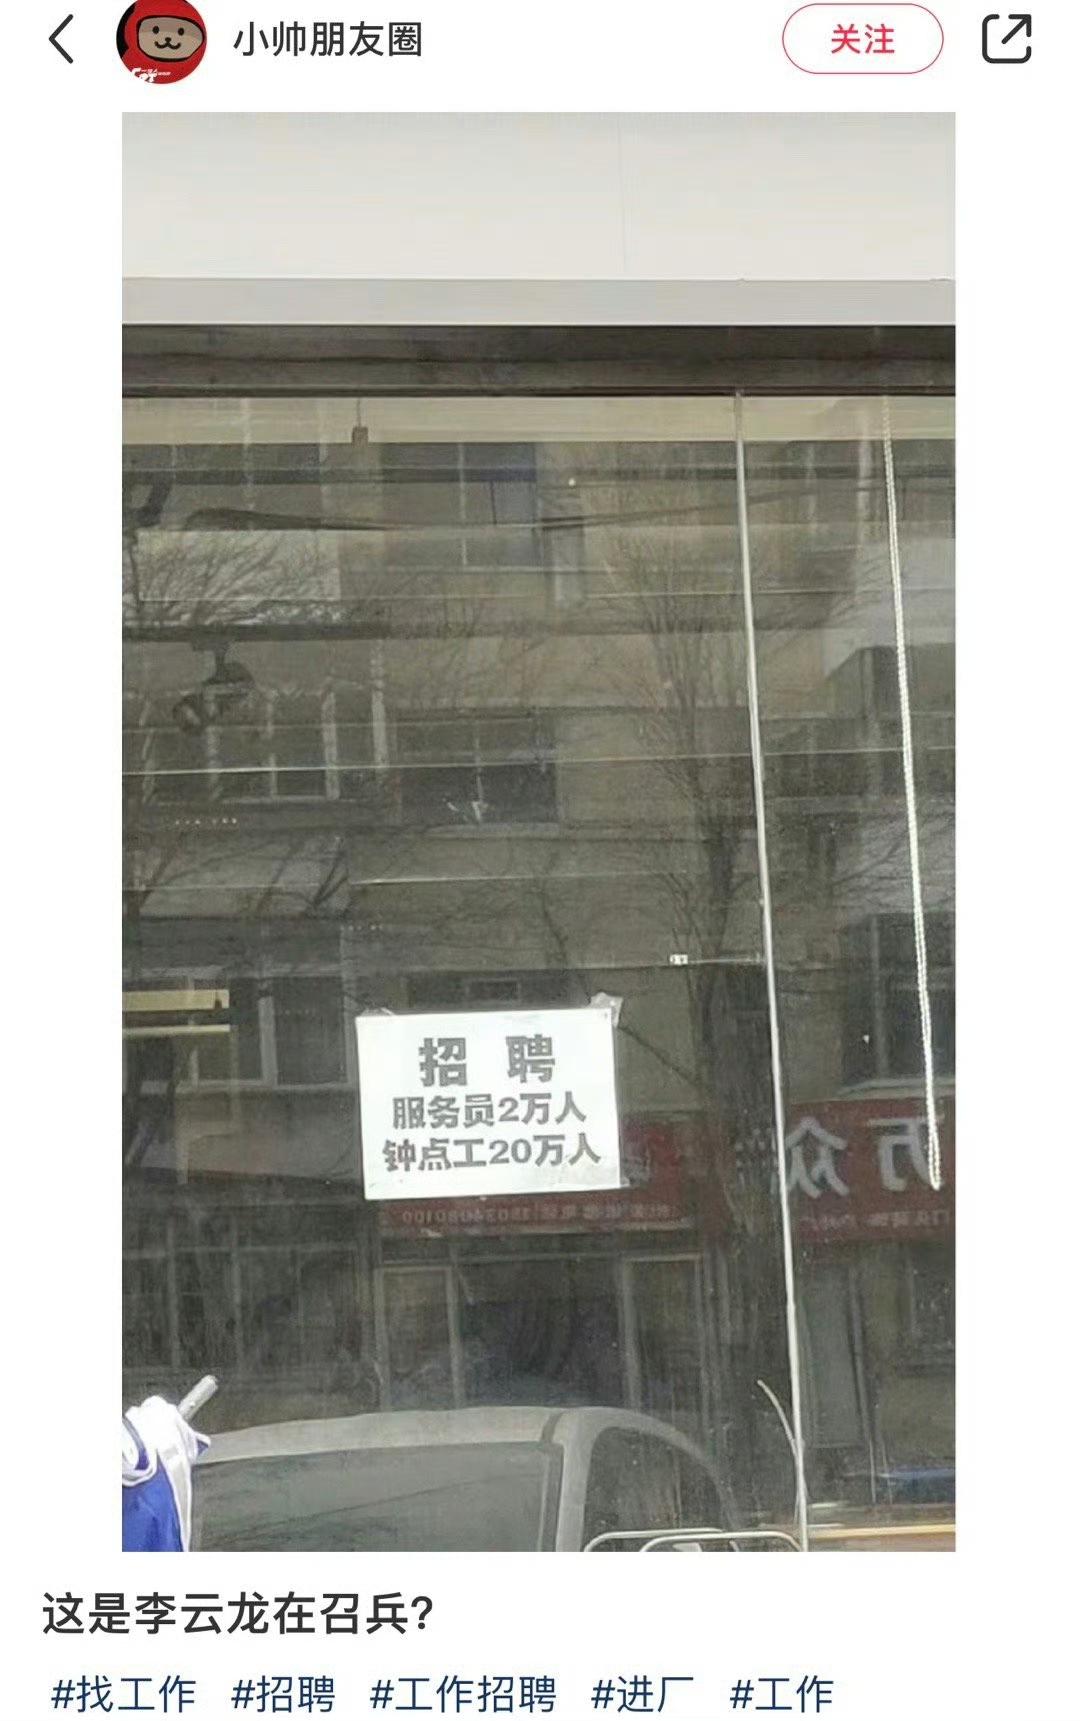 小帅朋友圈
关注
招 聘
服务员2万人
钟点工20万人
万众
这是李云龙在召兵?
#找工作 #招聘 #工作招聘 #进厂 #工作